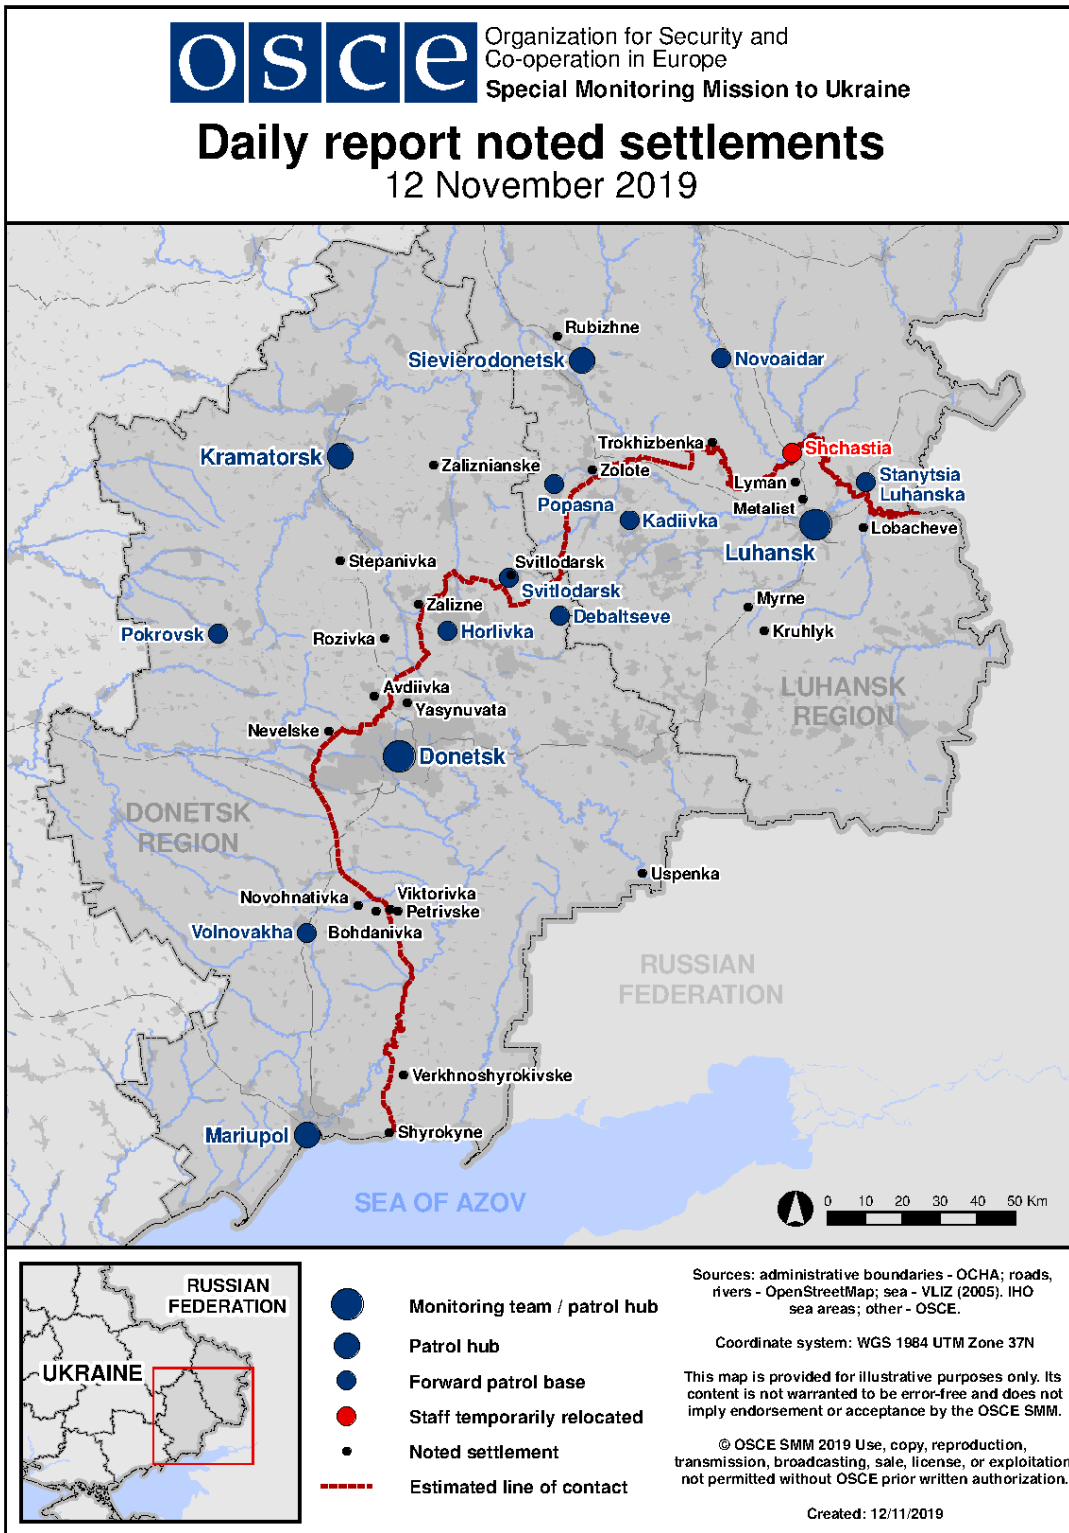 osce
Organization for Security and
Co-operation in Europe
Special Monitoring Mission to Ukraine
Daily report noted settlements
12 November 2019
Rubizhne
Sievierodonetsk
Novoaidar
Trokhizbenka
Shchastia
Kramatorsk
Zaliznianske
Zolote
Lyman
Stanytsia
Luhanska
Popasna
Metalist
Kadiivka
Lobacheve
Luhansk
Stepanivka
Svitlodarsk
Svitlodarsk
Zalizne
Myrne
Debaltseve
Pokrovsk
Rozivka
Horlivka
Kruhlyk
Avdiivka
LUHANSK
REGION
Yasynuvata
Nevelske
Donetsk
DONETSK
REGION
Uspenka
Novohnativka
Viktorivka
Petrivske
Volnovakha
Bohdanivka
RUSSIAN
FEDERATION
Verkhnoshyrokivske
Mariupol
Shyrokyne
SEA OF AZOV
0 10 20 30 40 50 Km
RUSSIAN
FEDERATION
UKRAINE
Monitoring team / patrol hub
Patrol hub
Forward patrol base
Staff temporarily relocated
Noted settlement
Estimated line of contact
Sources: administrative boundaries - OCHA; roads,
rivers - OpenStreetMap; sea - VLIZ (2005). IHO
sea areas; other - OSCE.
Coordinate system: WGS 1984 UTM Zone 37N
This map is provided for illustrative purposes only. Its
content is not warranted to be error-free and does not
imply endorsement or acceptance by the OSCE SMM.
© OSCE SMM 2019 Use, copy, reproduction,
transmission, broadcasting, sale, license, or exploitation
not permitted without OSCE prior written authorization.
Created: 12/11/2019